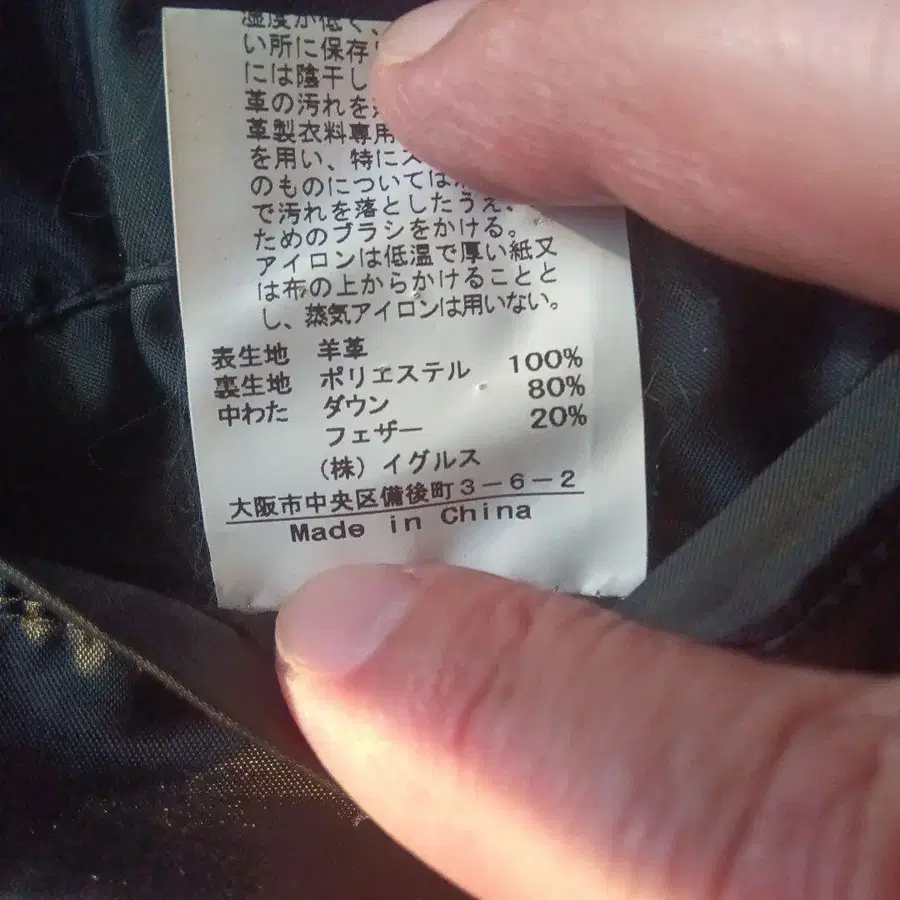 湿度が低く、
い所に保存
には陰干し
革の汚れを
革製衣料専用
を用い、特にス
のものについては
で汚れを落としたうえ、
ためのブラシをかける。
アイロンは低温で厚い紙又
は布の上からかけることと
し、蒸気アイロンは用いない。
表生地 羊革
裏生地 ポリエステル 100%
中わた ダウン 80%
フェザー 20%
(株) イグルス
大阪市中央区備後町3-6-2
Made in China